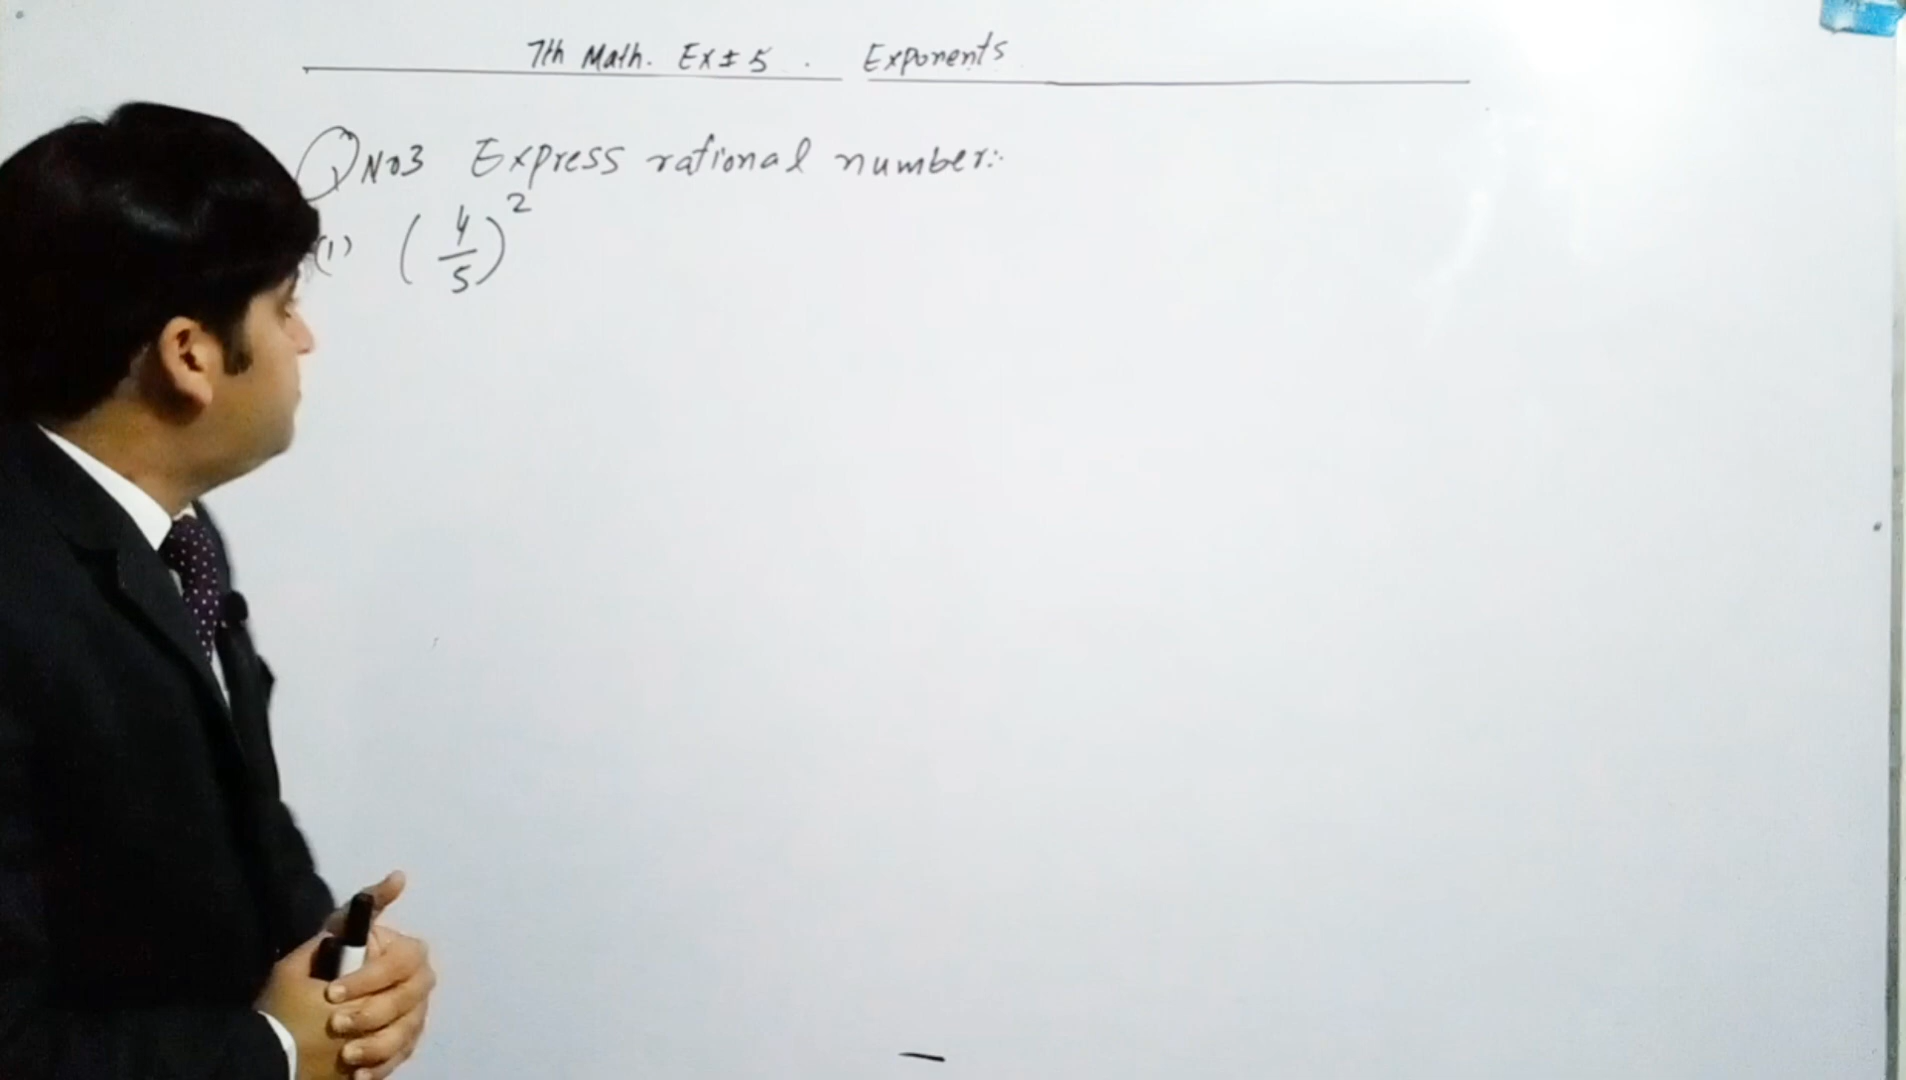 7th Math. Ex ± 5 . Exponents
Q No3 Express rational number:-
(1) (4/5)²